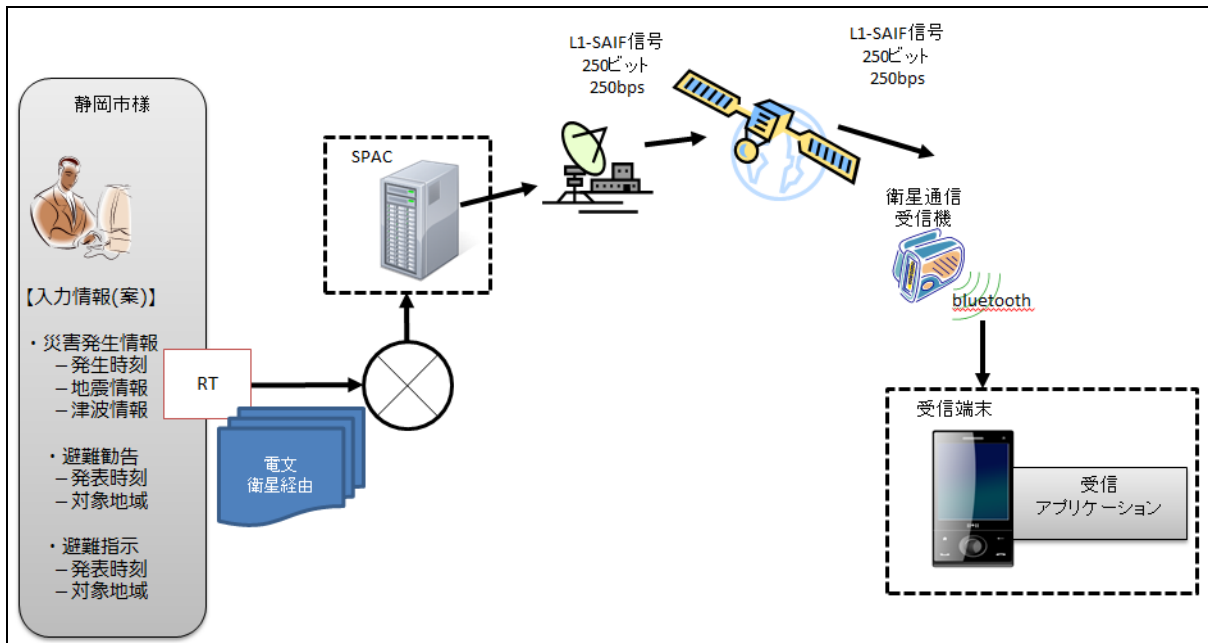 静岡市様
【入力情報(案)】
・災害発生情報
－発生時刻
－地震情報
－津波情報
・避難勧告
－発表時刻
－対象地域
・避難指示
－発表時刻
－対象地域
RT
電文
衛星経由
SPAC
L1-SAIF信号
250ビット
250bps
L1-SAIF信号
250ビット
250bps
衛星通信
受信機
bluetooth
受信端末
受信
アプリケーション